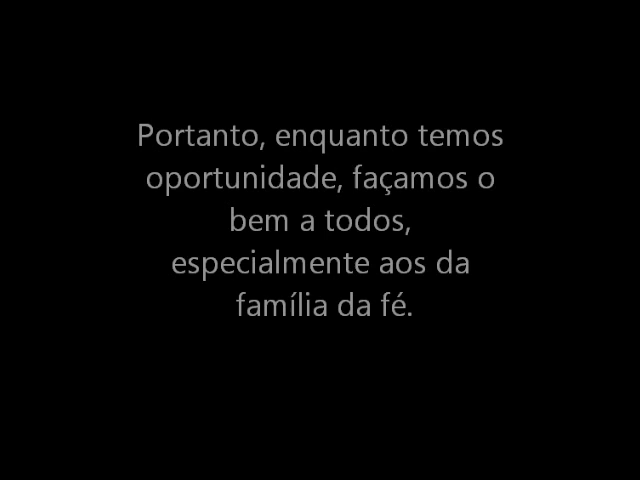 Portanto, enquanto temos
oportunidade, façamos o
bem a todos,
especialmente aos da
família da fé.